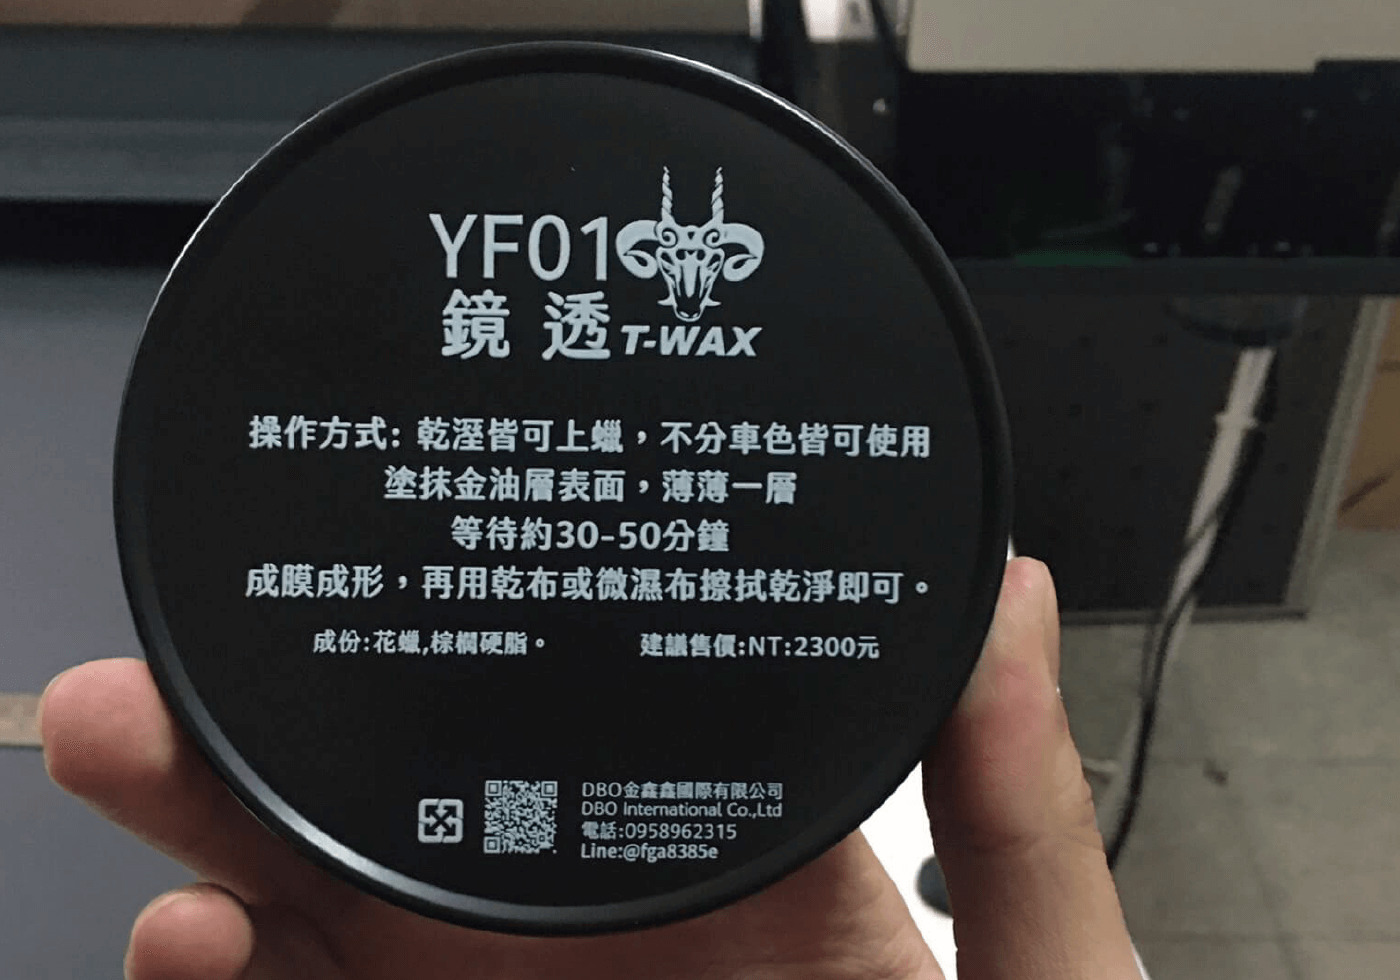 YF01
鏡 透
T-WAX
操作方式: 乾溼皆可上蠟，不分車色皆可使用
塗抹金油層表面，薄薄一層
等待約30-50分鐘
成膜成形，再用乾布或微濕布擦拭乾淨即可。
成份:花蠟,棕櫚硬脂。 建議售價:NT:2300元
DBO金鑫鑫國際有限公司
DBO International Co.,Ltd
電話:0958962315
Line:@fga8385e